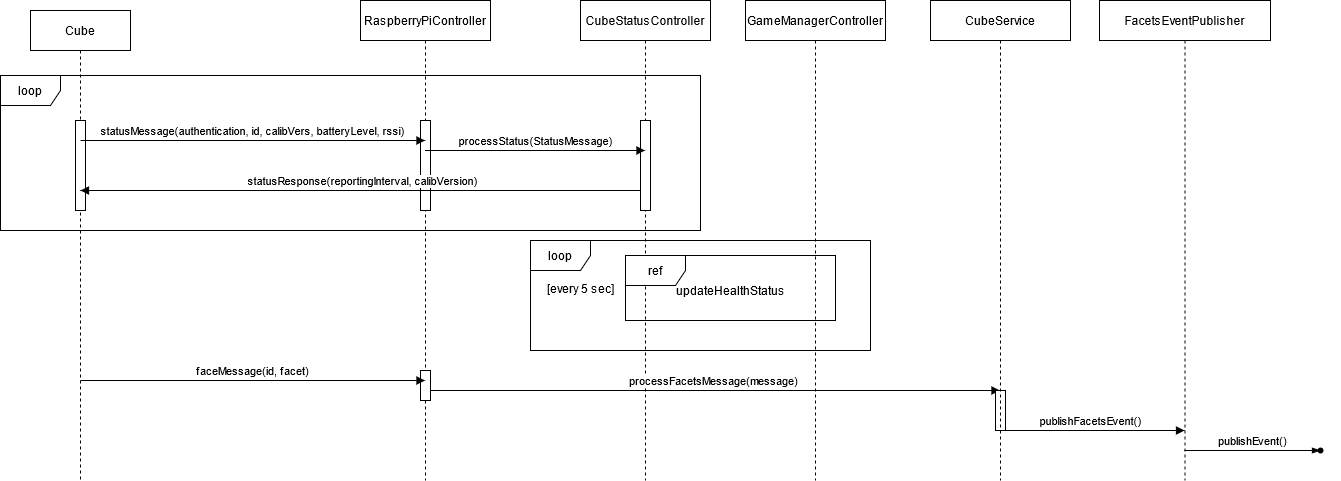 Cube
RaspberryPiController
CubeStatusController
GameManagerController
CubeService
FacetsEventPublisher
loop
statusMessage(authentication, id, calibVers, batteryLevel, rssi)
processStatus(StatusMessage)
statusResponse(reportingInterval, calibVersion)
loop
ref
[every 5 sec]
updateHealthStatus
faceMessage(id, facet)
processFacetsMessage(message)
publishFacetsEvent()
publishEvent()